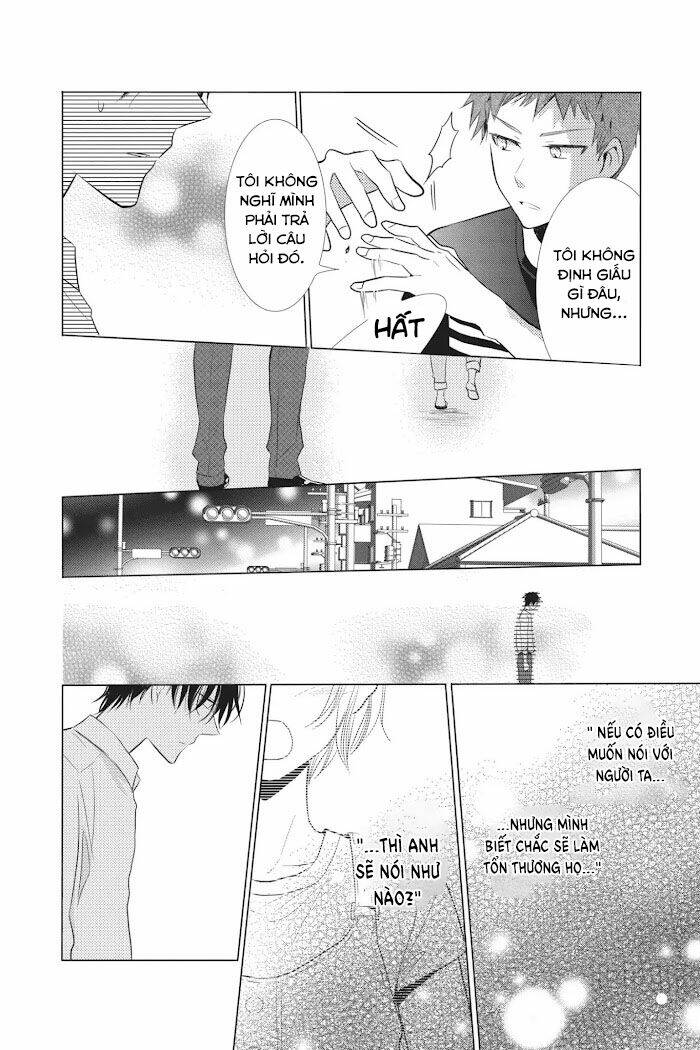 TÔI KHÔNG
ĐỊNH GIẤU
GÌ ĐÂU,
NHƯNG...
HẤT
TÔI KHÔNG
NGHĨ MÌNH
PHẢI TRẢ
LỜI CÂU
HỎI ĐÓ.
" NẾU CÓ ĐIỀU
MUỐN NÓI VỚI
NGƯỜI TA...
...NHƯNG MÌNH
BIẾT CHẮC SẼ LÀM
TỔN THƯƠNG HỌ..."
"...THÌ ANH
SẼ NÓI NHƯ
NÀO?"